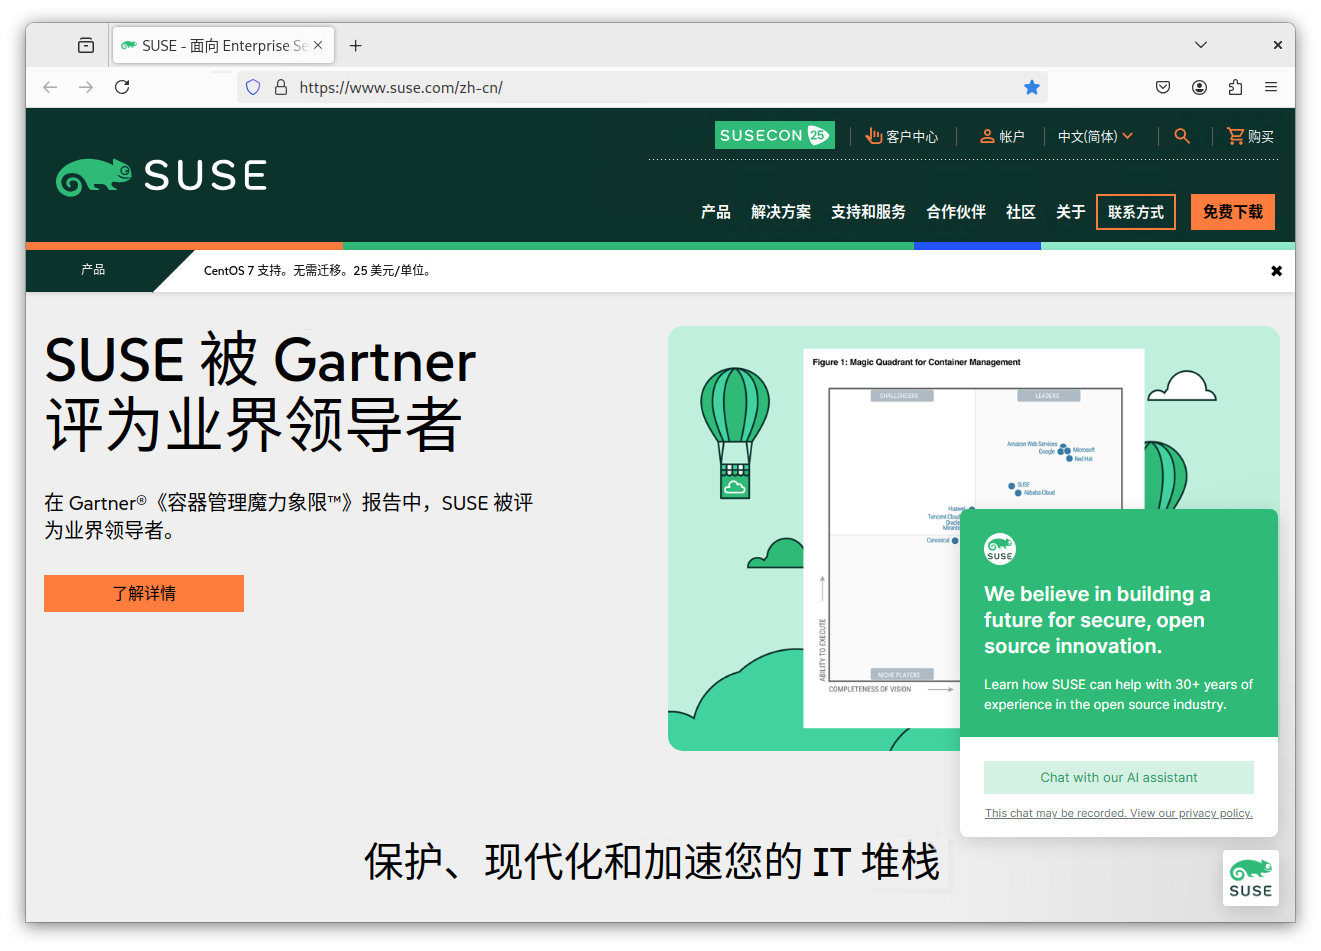 SUSE - 面向 Enterprise Se
https://www.suse.com/zh-cn/
SUSECON 25
客户中心
帐户
中文(简体)
购买
SUSE
产品
解决方案
支持和服务
合作伙伴
社区
关于
联系方式
免费下载
产品
CentOS 7 支持。无需迁移。25 美元/单位。
SUSE 被 Gartner
评为业界领导者
在 Gartner®《容器管理魔力象限™》报告中，SUSE 被评
为业界领导者。
了解详情
Figure 1: Magic Quadrant for Container Management
CHALLENGERS
LEADERS
Amazon Web Services
Microsoft
Google
Red Hat
SUSE
Alibaba Cloud
Huawei
Tencent Cloud
Oracle
Mirantis
Canonical
ABILITY TO EXECUTE
NICHE PLAYERS
COMPLETENESS OF VISION
SUSE
We believe in building a
future for secure, open
source innovation.
Learn how SUSE can help with 30+ years of
experience in the open source industry.
Chat with our AI assistant
This chat may be recorded. View our privacy policy.
保护、现代化和加速您的 IT 堆栈
SUSE